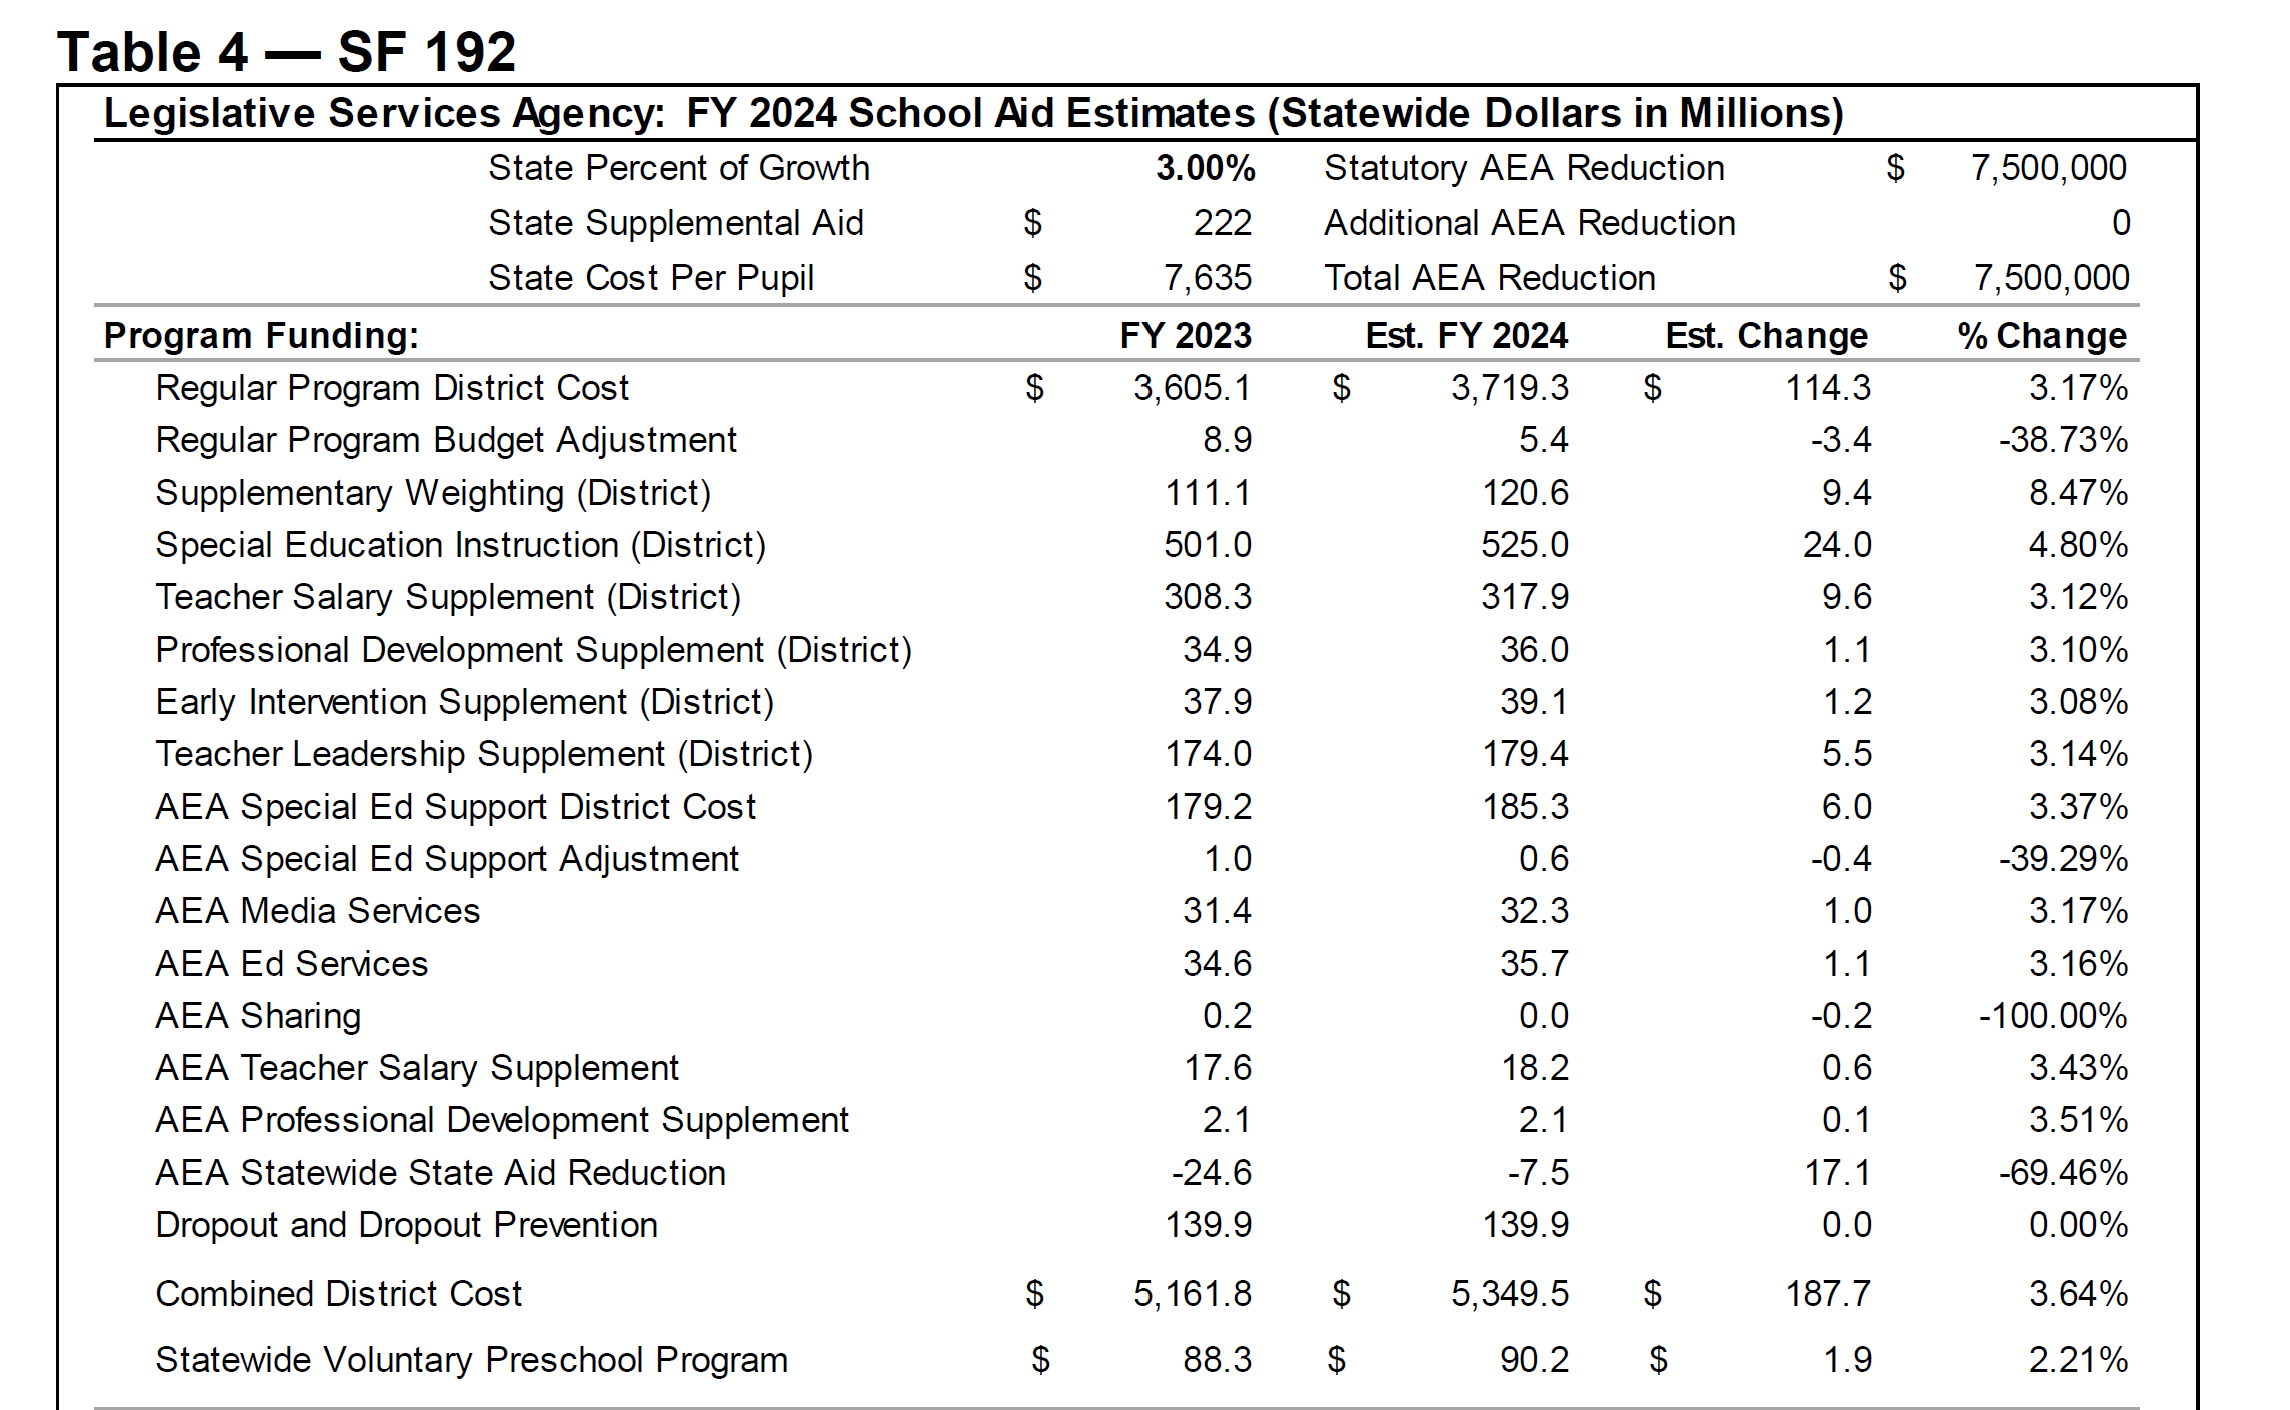 Table 4 — SF 192
Legislative Services Agency: FY 2024 School Aid Estimates (Statewide Dollars in Millions)
State Percent of Growth 3.00% Statutory AEA Reduction $ 7,500,000
State Supplemental Aid $ 222 Additional AEA Reduction 0
State Cost Per Pupil $ 7,635 Total AEA Reduction $ 7,500,000
Program Funding: FY 2023 Est. FY 2024 Est. Change % Change
Regular Program District Cost $ 3,605.1 $ 3,719.3 $ 114.3 3.17%
Regular Program Budget Adjustment 8.9 5.4 -3.4 -38.73%
Supplementary Weighting (District) 111.1 120.6 9.4 8.47%
Special Education Instruction (District) 501.0 525.0 24.0 4.80%
Teacher Salary Supplement (District) 308.3 317.9 9.6 3.12%
Professional Development Supplement (District) 34.9 36.0 1.1 3.10%
Early Intervention Supplement (District) 37.9 39.1 1.2 3.08%
Teacher Leadership Supplement (District) 174.0 179.4 5.5 3.14%
AEA Special Ed Support District Cost 179.2 185.3 6.0 3.37%
AEA Special Ed Support Adjustment 1.0 0.6 -0.4 -39.29%
AEA Media Services 31.4 32.3 1.0 3.17%
AEA Ed Services 34.6 35.7 1.1 3.16%
AEA Sharing 0.2 0.0 -0.2 -100.00%
AEA Teacher Salary Supplement 17.6 18.2 0.6 3.43%
AEA Professional Development Supplement 2.1 2.1 0.1 3.51%
AEA Statewide State Aid Reduction -24.6 -7.5 17.1 -69.46%
Dropout and Dropout Prevention 139.9 139.9 0.0 0.00%
Combined District Cost $ 5,161.8 $ 5,349.5 $ 187.7 3.64%
Statewide Voluntary Preschool Program $ 88.3 $ 90.2 $ 1.9 2.21%